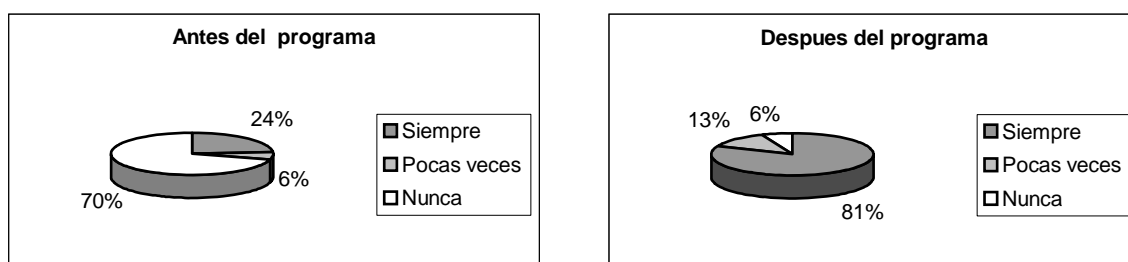 Antes del programa
24%
6%
70%
Siempre
Pocas veces
Nunca
Despues del programa
13%
6%
81%
Siempre
Pocas veces
Nunca